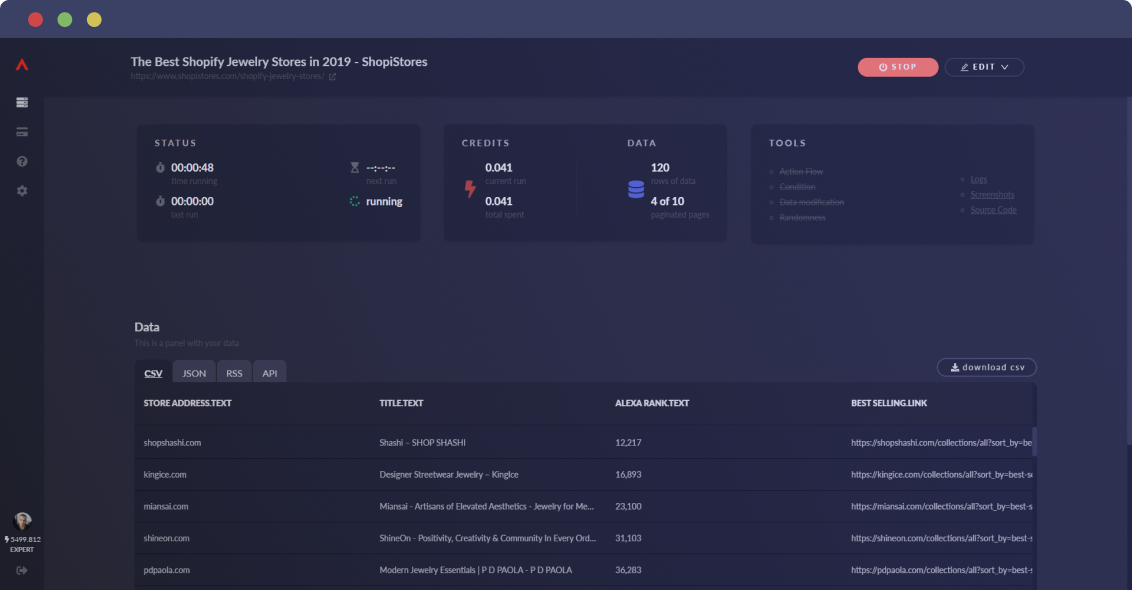 The Best Shopify Jewelry Stores in 2019 - ShopiStores
https://www.shopistores.com/shopify-jewelry-stores/
STOP
EDIT
STATUS
00:00:48
time running
--:--:--
next run
00:00:00
last run
running
CREDITS
0.041
current run
0.041
total spent
DATA
120
rows of data
4 of 10
paginated pages
TOOLS
Action Flow
Condition
Data modification
Randomness
Logs
Screenshots
Source Code
Data
This is a panel with your data
CSV JSON RSS API
download csv
STORE ADDRESS.TEXT TITLE.TEXT ALEXA RANK.TEXT BEST SELLING.LINK
shopshashi.com Shashi – SHOP SHASHI 12,217 https://shopshashi.com/collections/all?sort_by=be
kingice.com Designer Streetwear Jewelry – KingIce 16,893 https://kingice.com/collections/all?sort_by=best-s
miansai.com Miansai - Artisans of Elevated Aesthetics - Jewelry for Me... 23,100 https://miansai.com/collections/all?sort_by=best-s
shineon.com ShineOn - Positivity, Creativity & Community In Every Ord... 31,103 https://shineon.com/collections/all?sort_by=best-s
pdpaola.com Modern Jewelry Essentials | P D PAOLA - P D PAOLA 36,283 https://pdpaola.com/collections/all?sort_by=best-s
5499.812
EXPERT